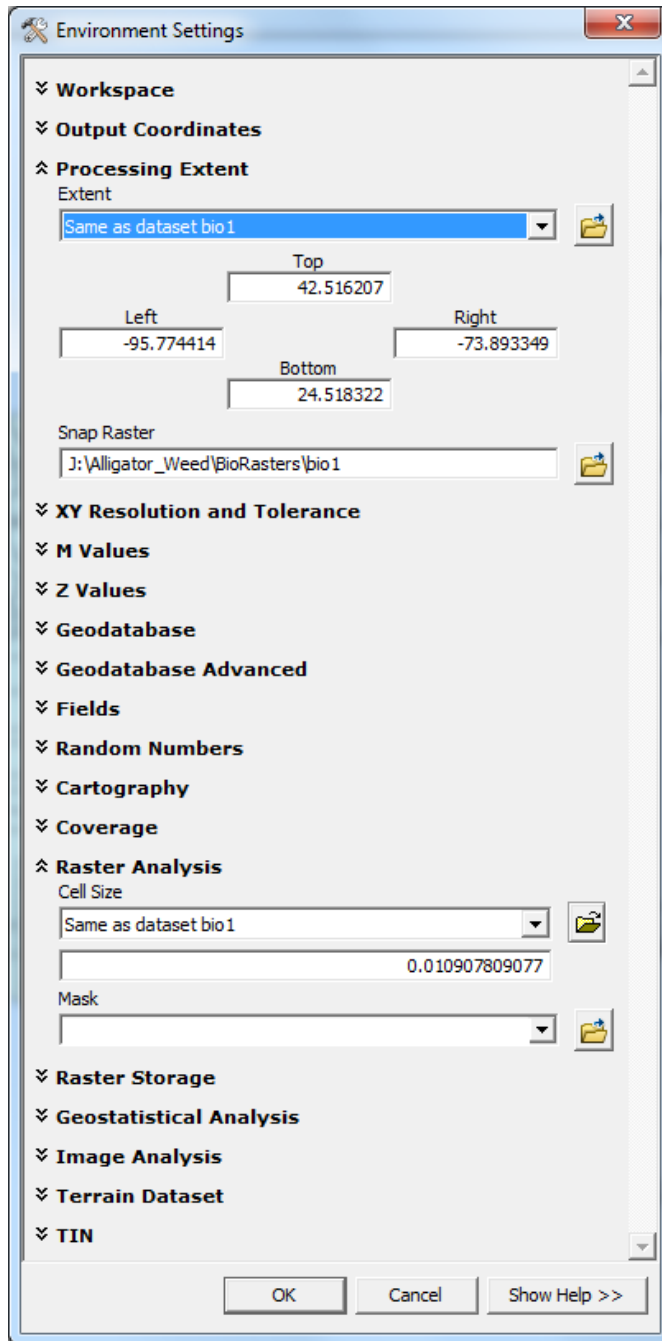 Environment Settings
Workspace
Output Coordinates
Processing Extent
Extent
Same as dataset bio1
Top
42.516207
Left Right
-95.774414 -73.893349
Bottom
24.518322
Snap Raster
J:\Alligator_Weed\BioRasters\bio1
XY Resolution and Tolerance
M Values
Z Values
Geodatabase
Geodatabase Advanced
Fields
Random Numbers
Cartography
Coverage
Raster Analysis
Cell Size
Same as dataset bio1
0.010907809077
Mask
Raster Storage
Geostatistical Analysis
Image Analysis
Terrain Dataset
TIN
OK Cancel Show Help >>